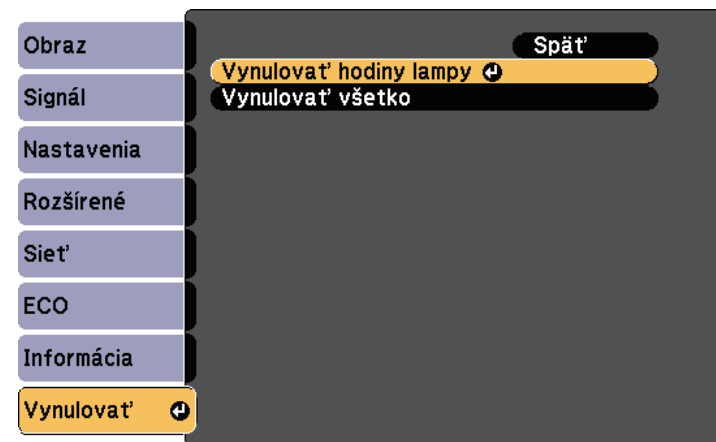 Obraz
Signál
Nastavenia
Rozšírené
Sieť
ECO
Informácia
Vynulovať
Späť
Vynulovať hodiny lampy
Vynulovať všetko